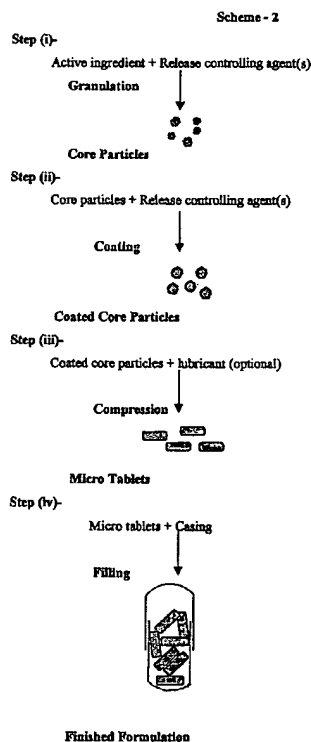 Scheme - 2
Step (i)-
Active ingredient + Release controlling agent(s)
Granulation
Core Particles
Step (ii)-
Core particles + Release controlling agent(s)
Coating
Coated Core Particles
Step (iii)-
Coated core particles + lubricant (optional)
Compression
Micro Tablets
Step (iv)-
Micro tablets + Casing
Filling
Finished Formulation